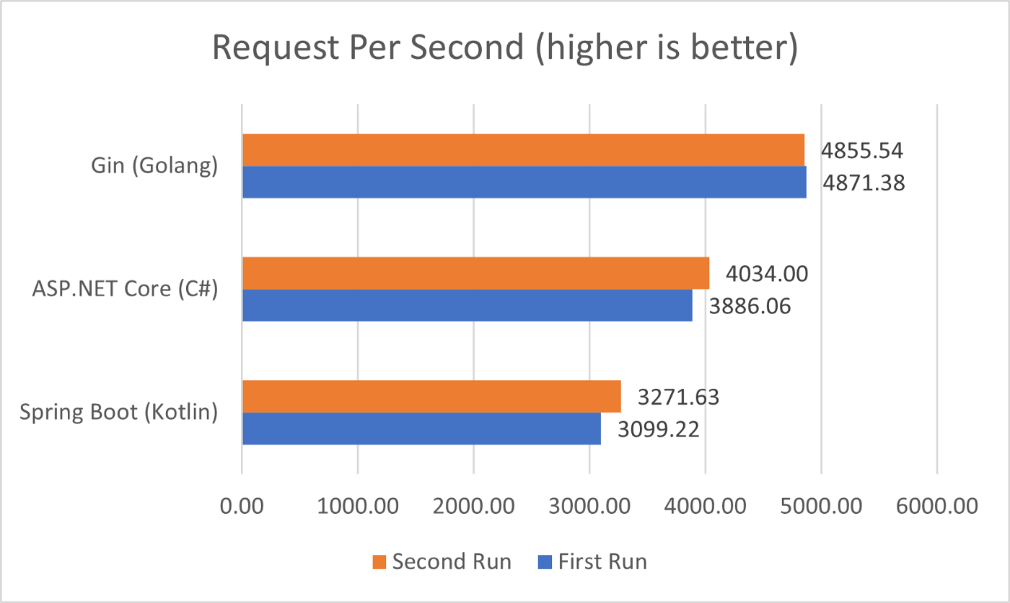 Request Per Second (higher is better)
Gin (Golang)
4855.54
4871.38
ASP.NET Core (C#)
4034.00
3886.06
Spring Boot (Kotlin)
3271.63
3099.22
0.00 1000.00 2000.00 3000.00 4000.00 5000.00 6000.00
Second Run First Run